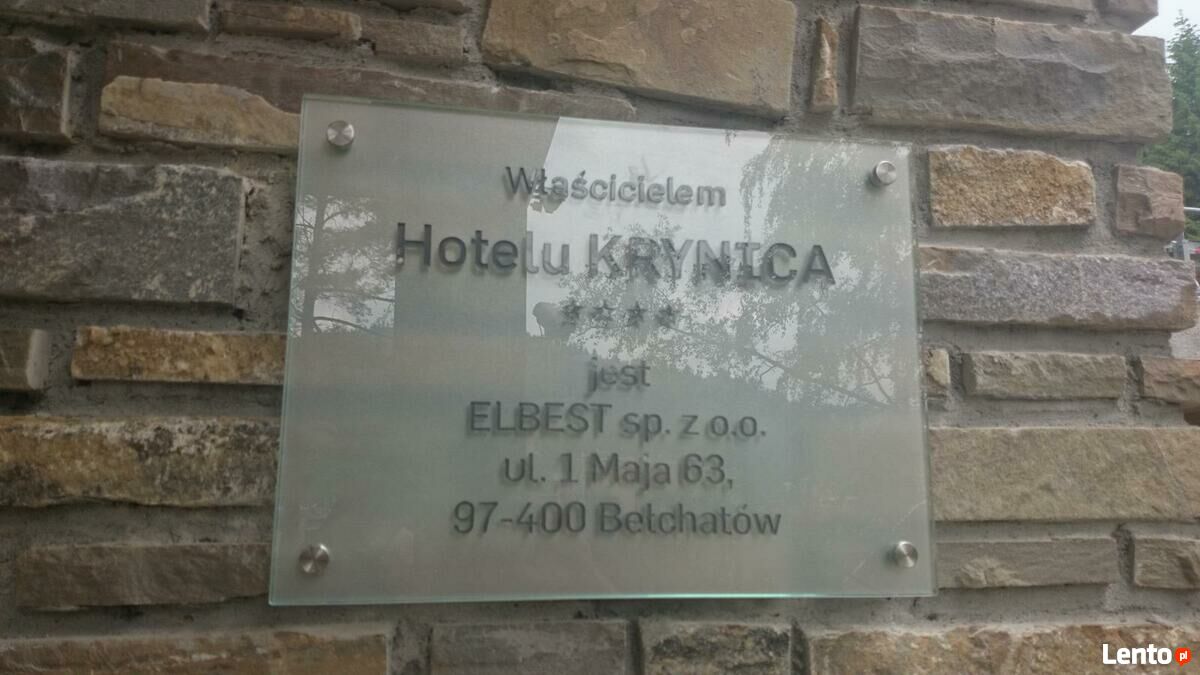 Właścicielem
Hotelu KRYNICA
****
jest
ELBEST sp. z o.o.
ul. 1 Maja 63,
97-400 Bełchatów
Lento.pl